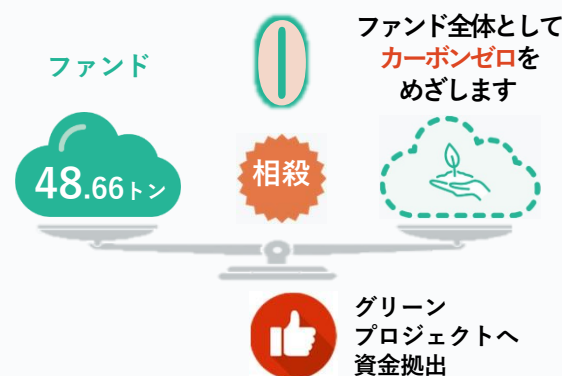 ファンド
0
ファンド全体として
カーボンゼロを
めざします
48.66トン
相殺
グリーン
プロジェクトへ
資金拠出